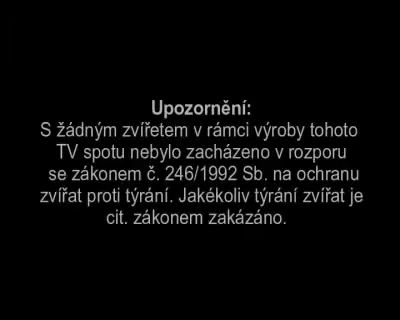 Upozornění:
S žádným zvířetem v rámci výroby tohoto
TV spotu nebylo zacházeno v rozporu
se zákonem č. 246/1992 Sb. na ochranu
zvířat proti týrání. Jakékoliv týrání zvířat je
cit. zákonem zakázáno.